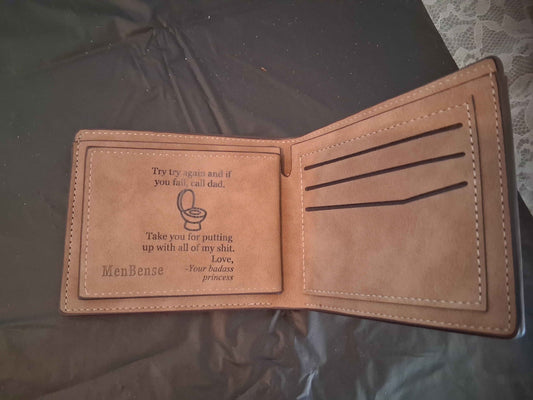 Try try again and if
you fail, call dad.
Take you for putting
up with all of my shit.
Love,
-Your badass
princess
MenBense